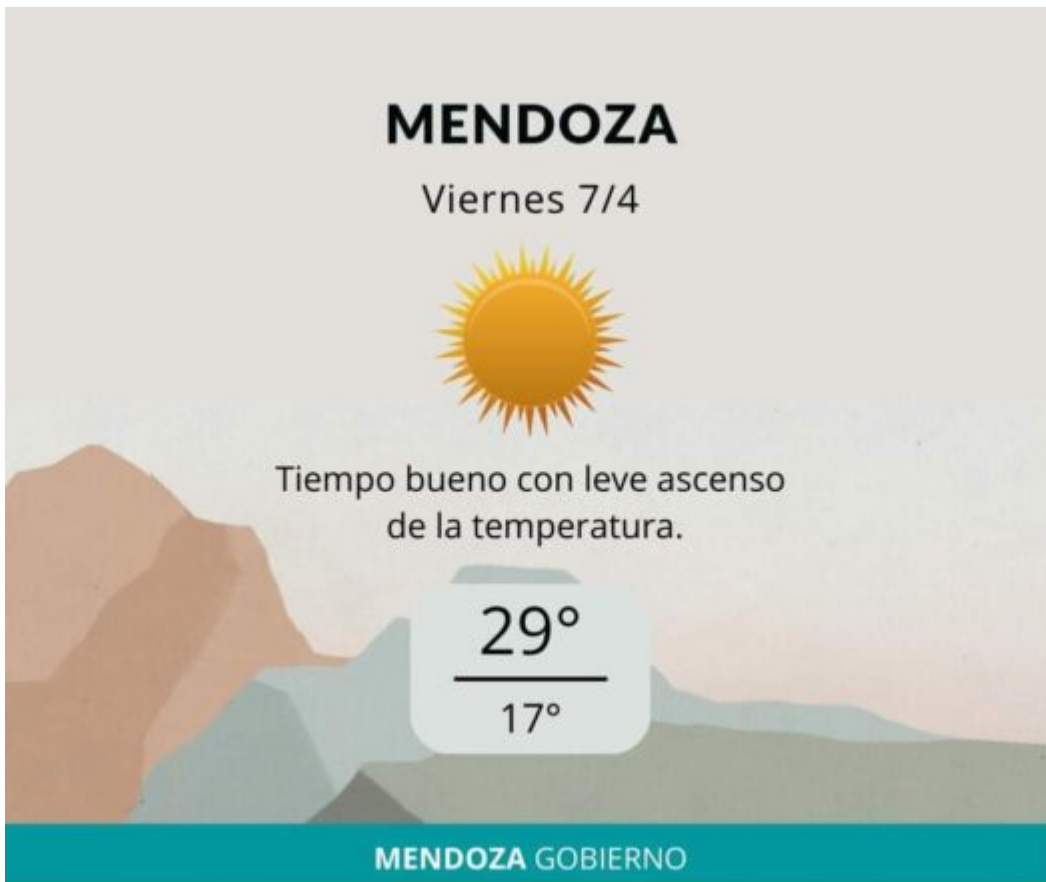 MENDOZA
Viernes 7/4
Tiempo bueno con leve ascenso
de la temperatura.
29°
17°
MENDOZA GOBIERNO